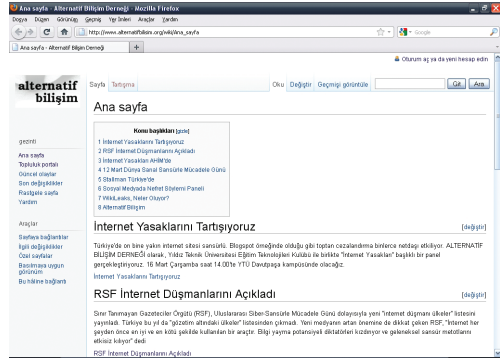 Ana sayfa - Alternatif Bilişim Derneği - Mozilla Firefox
Dosya Düzen Görünüm Geçmiş Yer İmleri Araçlar Yardım
http://www.alternatifbilisim.org/wiki/Ana_sayfa
Google
Ana sayfa - Alternatif Bilişim Derneği
Oturum aç ya da yeni hesap edin
Sayfa Tartışma Oku Değiştir Geçmişi görüntüle Git Ara
alternatif
bilişim
Ana sayfa
Konu başlıkları [gizle]
1 İnternet Yasaklarını Tartışıyoruz
2 RSF İnternet Düşmanlarını Açıkladı
3 İnternet Yasakları AHİM'de
4 12 Mart Dünya Sanal Sansürle Mücadele Günü
5 Stallman Türkiye'de
6 Sosyal Medyada Nefret Söylemi Paneli
7 WikiLeaks, Neler Oluyor?
8 Alternatif Bilişim
gezinti
Ana sayfa
Topluluk portalı
Güncel olaylar
Son değişiklikler
Rastgele sayfa
Yardım
Araçlar
Sayfaya bağlantılar
İlgili değişiklikler
Özel sayfalar
Basılmaya uygun
görünüm
Bu hâline bağlantı
İnternet Yasaklarını Tartışıyoruz [değiştir]
Türkiye'de on bine yakın internet sitesi sansürlü. Blogspot örneğinde olduğu gibi toptan cezalandırma binlerce netdaşı etkiliyor. ALTERNATİF
BİLİŞİM DERNEĞİ olarak, Yıldız Teknik Üniversitesi Eğitim Teknolojileri Kulübü ile birlikte "İnternet Yasakları" başlıklı bir panel
gerçekleştiriyoruz. 16 Mart Çarşamba saat 14.00'te YTÜ Davutpaşa kampüsünde olacağız.
İnternet Yasaklarını Tartışıyoruz
RSF İnternet Düşmanlarını Açıkladı [değiştir]
Sınır Tanımayan Gazeteciler Örgütü (RSF), Uluslararası Siber-Sansürle Mücadele Günü dolayısıyla yeni "internet düşmanı ülkeler" listesini
yayınladı. Türkiye bu yıl da "gözetim altındaki ülkeler" listesinden çıkmadı. Yeni medyanın artan önemine de dikkat çeken RSF, "İnternet her
şeyden önce en iyi ve en kötü şekilde kullanılan bir araçtır. Bilgi yayma potansiyeli diktatörleri kızdırıyor ve geleneksel sansür metotlarını
etkisiz kılıyor" dedi
RSF İnternet Düşmanlarını Açıkladı